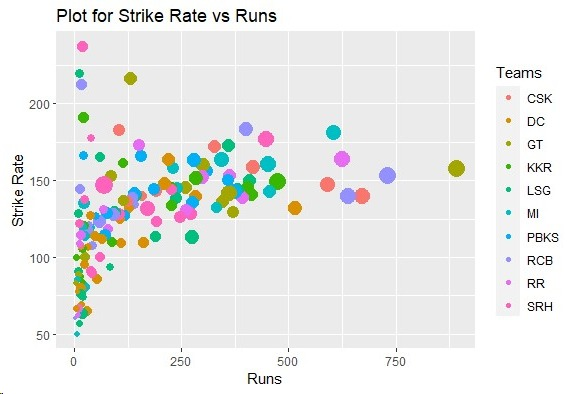 Plot for Strike Rate vs Runs
Strike Rate
200
150
100
50
0
250
500
750
Runs
Teams
CSK
DC
GT
KKR
LSG
MI
PBKS
RCB
RR
SRH